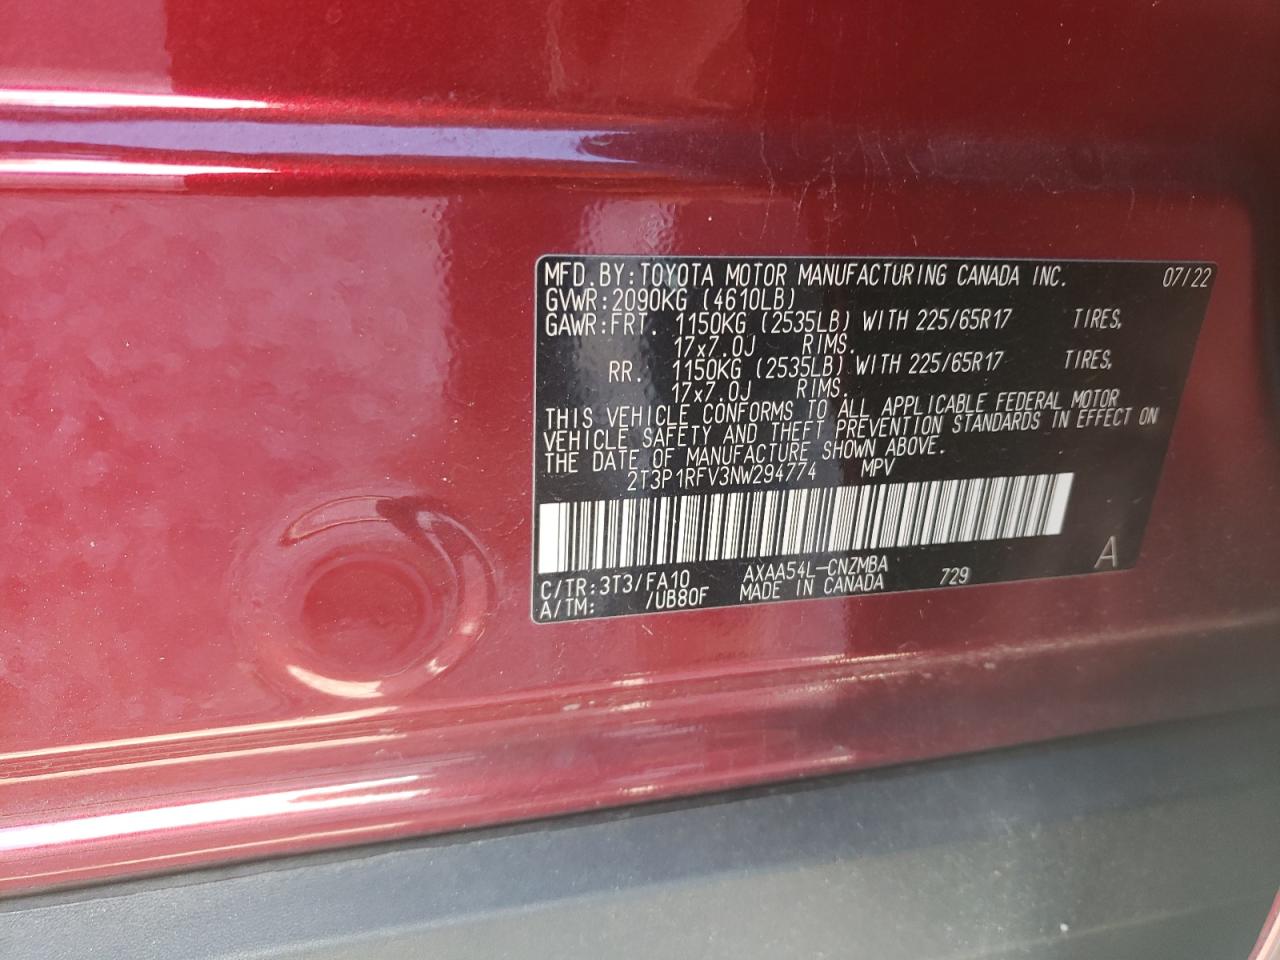 MFD. BY: TOYOTA MOTOR MANUFACTURING CANADA INC. 07/22
GVWR: 2090KG (4610LB)
GAWR: FRT. 1150KG (2535LB) WITH 225/65R17 TIRES,
17x7.0J RIMS.
RR. 1150KG (2535LB) WITH 225/65R17 TIRES,
17x7.0J RIMS.
THIS VEHICLE CONFORMS TO ALL APPLICABLE FEDERAL MOTOR
VEHICLE SAFETY AND THEFT PREVENTION STANDARDS IN EFFECT ON
THE DATE OF MANUFACTURE SHOWN ABOVE.
2T3P1RFV3NW294774 MPV
C/TR: 3T3/FA10 AXAA54L-CNZMBA 729 A
A/TM: /UB80F MADE IN CANADA